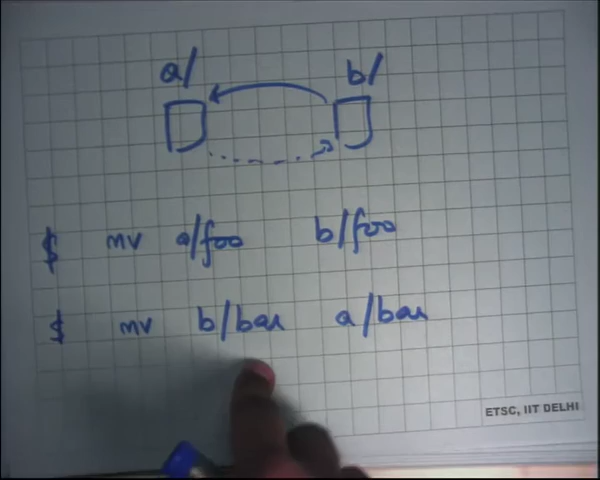 a/ b/
$ mv a/foo b/foo
$ mv b/bar a/bar
ETSC, IIT DELHI